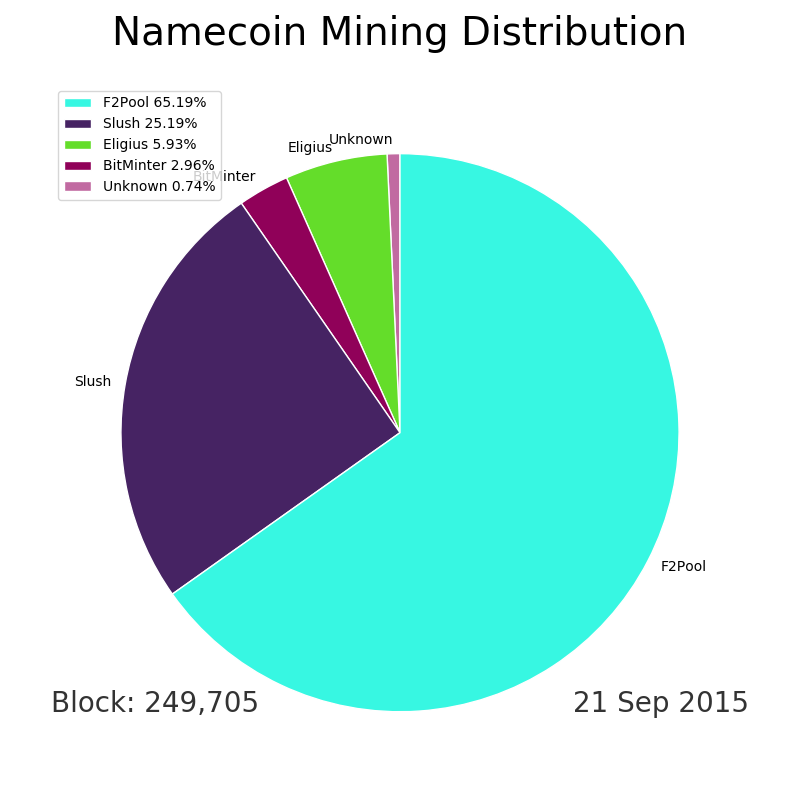 Namecoin Mining Distribution
F2Pool 65.19%
Slush 25.19%
Eligius 5.93%
BitMinter 2.96%
Unknown 0.74%
Unknown
Eligius
BitMinter
Slush
F2Pool
Block: 249,705
21 Sep 2015